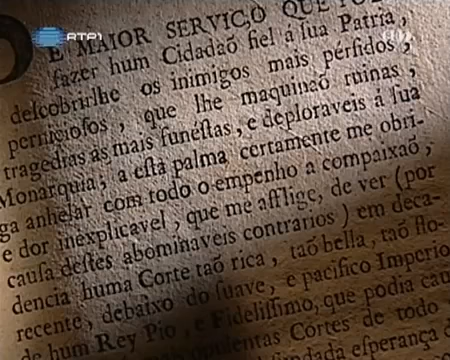 RTP1
E MAIOR SERVIÇO QUE
fazer hum Cidadaõ fiel á ſua Patria,
deſcobrirlhe os inimigos mais pérfidos,
pernicioſos, que lhe maquinaõ ruinas,
tragedias as mais funéſtas, e deploraveis á ſua
Monarquia; a eſta palma certamente me obri-
ga anhelar com todo o empenho a compaixaõ,
e dor inexplicavel, que me afflige, de ver (por
cauſa deſtes abominaveis contrarios) em deca-
dencia huma Corte taõ rica, taõ bella, taõ flo-
recente, debaixo do ſuave, e pacifico Imperio
de hum Rey Pio, e Fideliſſimo, que podia cau
opulentas Cortes de todo
eſperança